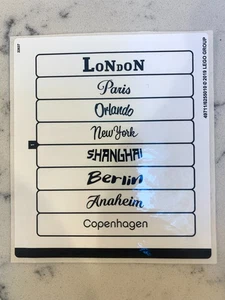 LONDON
Paris
Orlando
New York
SHANGHAI
Berlin
Anaheim
Copenhagen
© 2019 LEGO GROUP